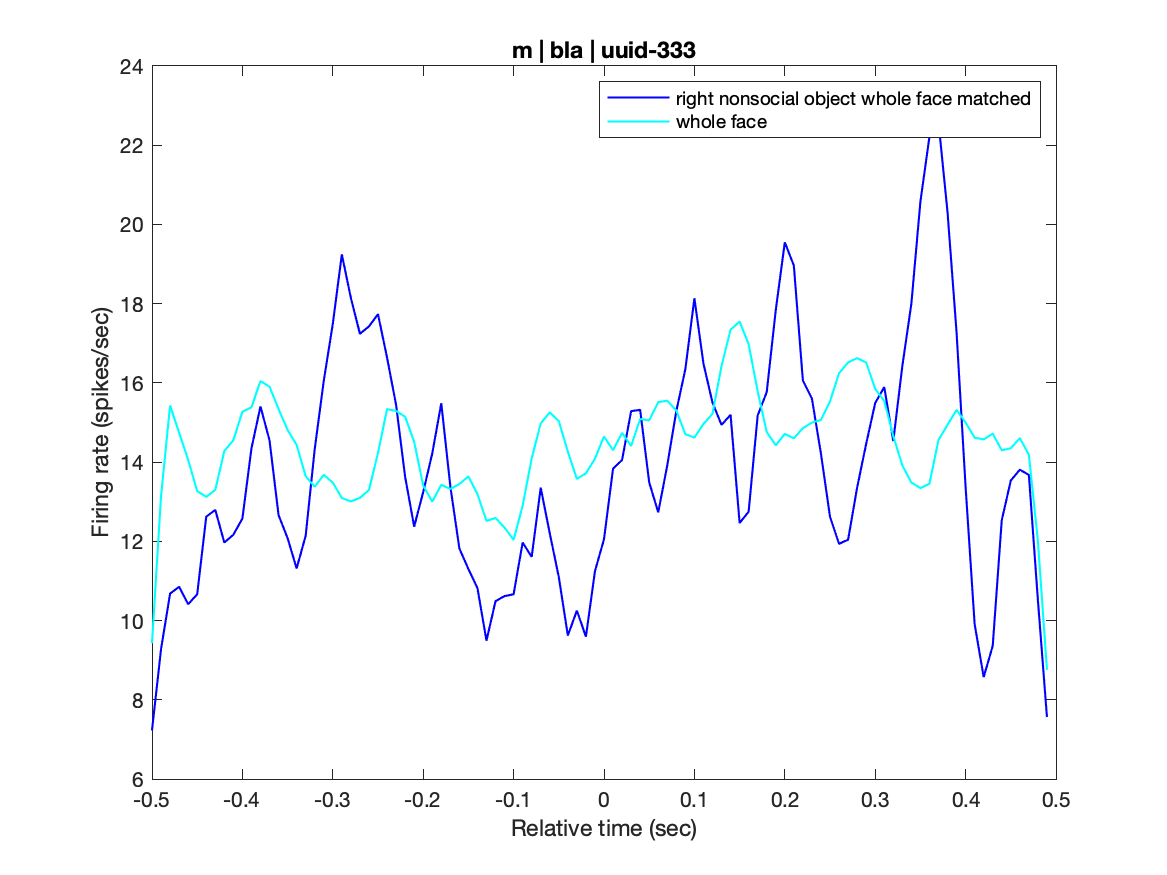 m | bla | uuid-333
24
22
20
18
16
14
12
10
8
6
Firing rate (spikes/sec)
right nonsocial object whole face matched
whole face
-0.5 -0.4 -0.3 -0.2 -0.1 0 0.1 0.2 0.3 0.4 0.5
Relative time (sec)